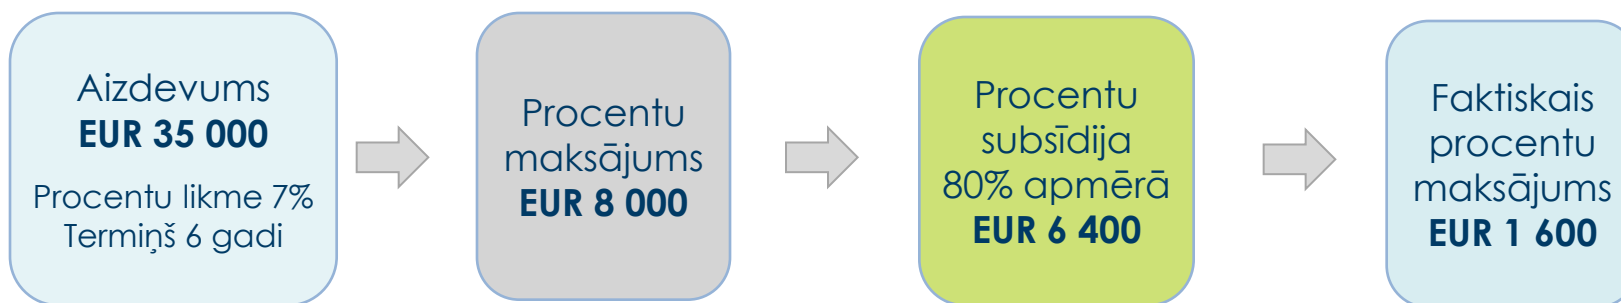 Aizdevums
EUR 35 000
Procentu likme 7%
Termiņš 6 gadi
Procentu
maksājums
EUR 8 000
Procentu
subsīdija
80% apmērā
EUR 6 400
Faktiskais
procentu
maksājums
EUR 1 600